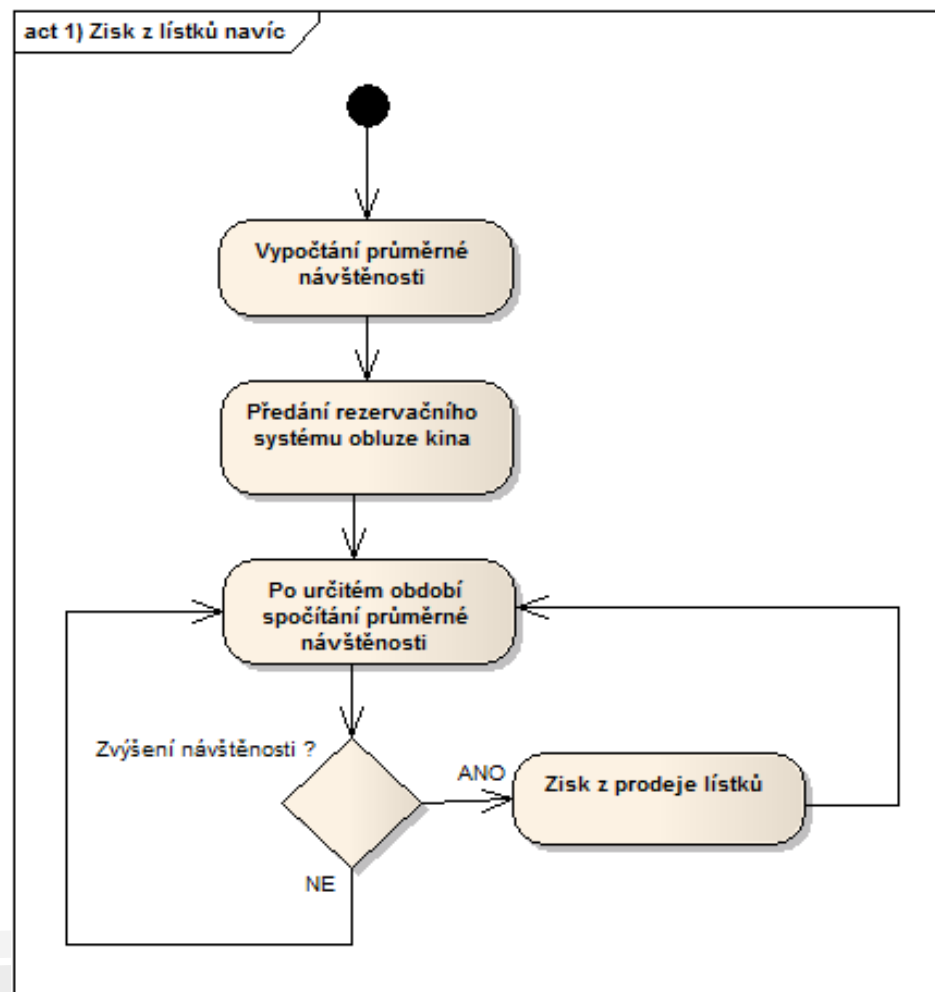 act 1) Zisk z lístků navíc
Vypočtání průměrné
návštěnosti
Předání rezervačního
systému obluze kina
Po určitém období
spočítání průměrné
návštěnosti
Zvýšení návštěnosti ?
ANO
Zisk z prodeje lístků
NE